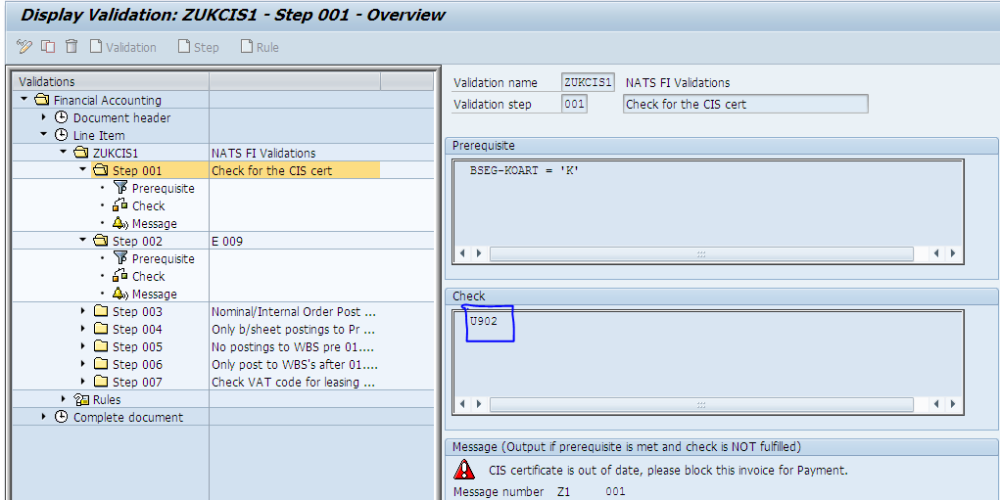 Display Validation: ZUKCIS1 - Step 001 - Overview
Validation Step Rule
Validations
Financial Accounting
Document header
Line Item
ZUKCIS1 NATS FI Validations
Step 001 Check for the CIS cert
Prerequisite
Check
Message
Step 002 E 009
Prerequisite
Check
Message
Step 003 Nominal/Internal Order Post ...
Step 004 Only b/sheet postings to Pr ...
Step 005 No postings to WBS pre 01....
Step 006 Only post to WBS's after 01....
Step 007 Check VAT code for leasing ...
Rules
Complete document
Validation name ZUKCIS1 NATS FI Validations
Validation step 001 Check for the CIS cert
Prerequisite
BSEG-KOART = 'K'
Check
U902
Message (Output if prerequisite is met and check is NOT fulfilled)
CIS certificate is out of date, please block this invoice for Payment.
Message number Z1 001